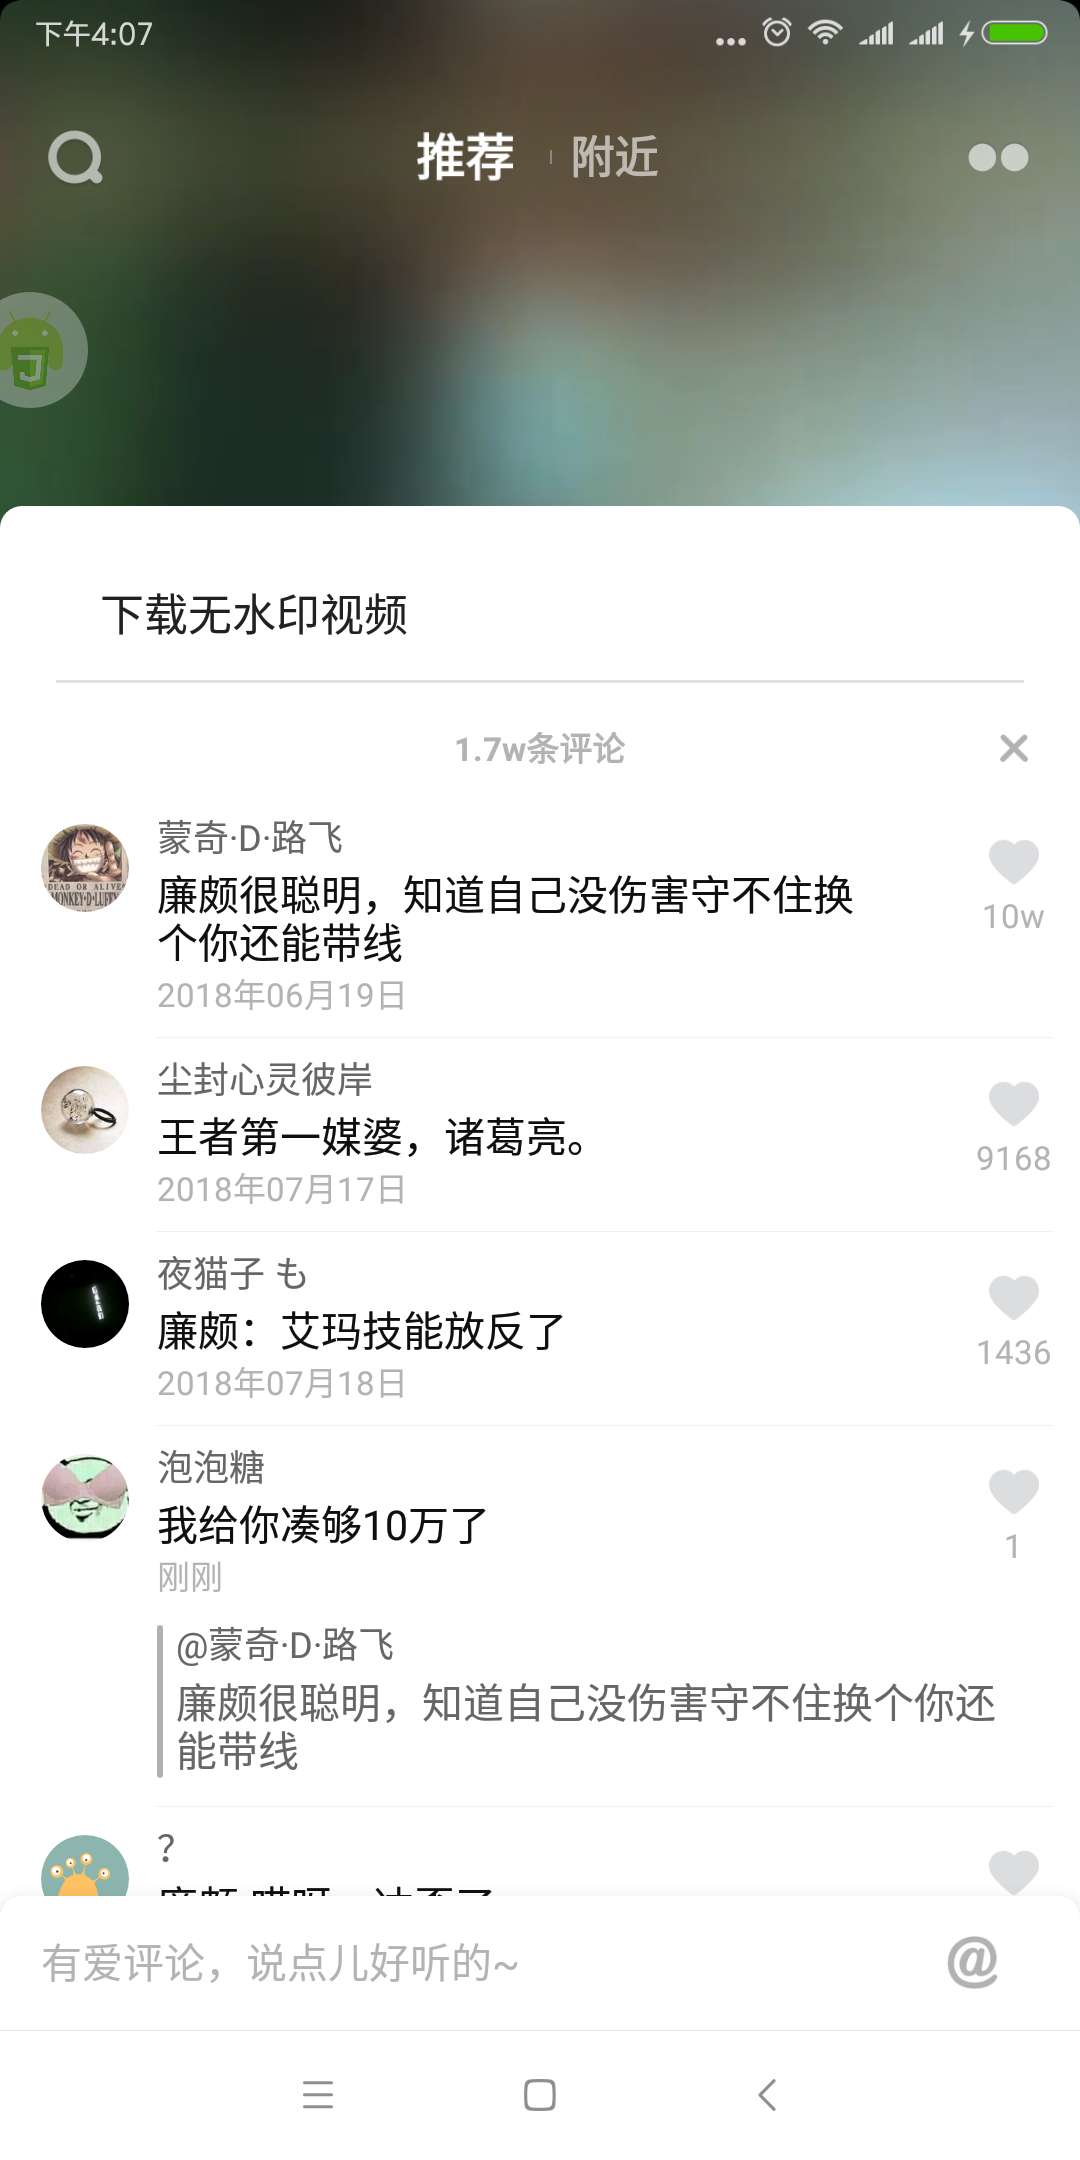 下午4:07
推荐
附近
下载无水印视频
1.7w条评论
蒙奇·D·路飞
廉颇很聪明，知道自己没伤害守不住换
个你还能带线
10w
2018年06月19日
尘封心灵彼岸
王者第一媒婆，诸葛亮。
9168
2018年07月17日
夜猫子 も
廉颇：艾玛技能放反了
1436
2018年07月18日
泡泡糖
我给你凑够10万了
1
刚刚
@蒙奇·D·路飞
廉颇很聪明，知道自己没伤害守不住换个你还
能带线
？
有爱评论，说点儿好听的~
@